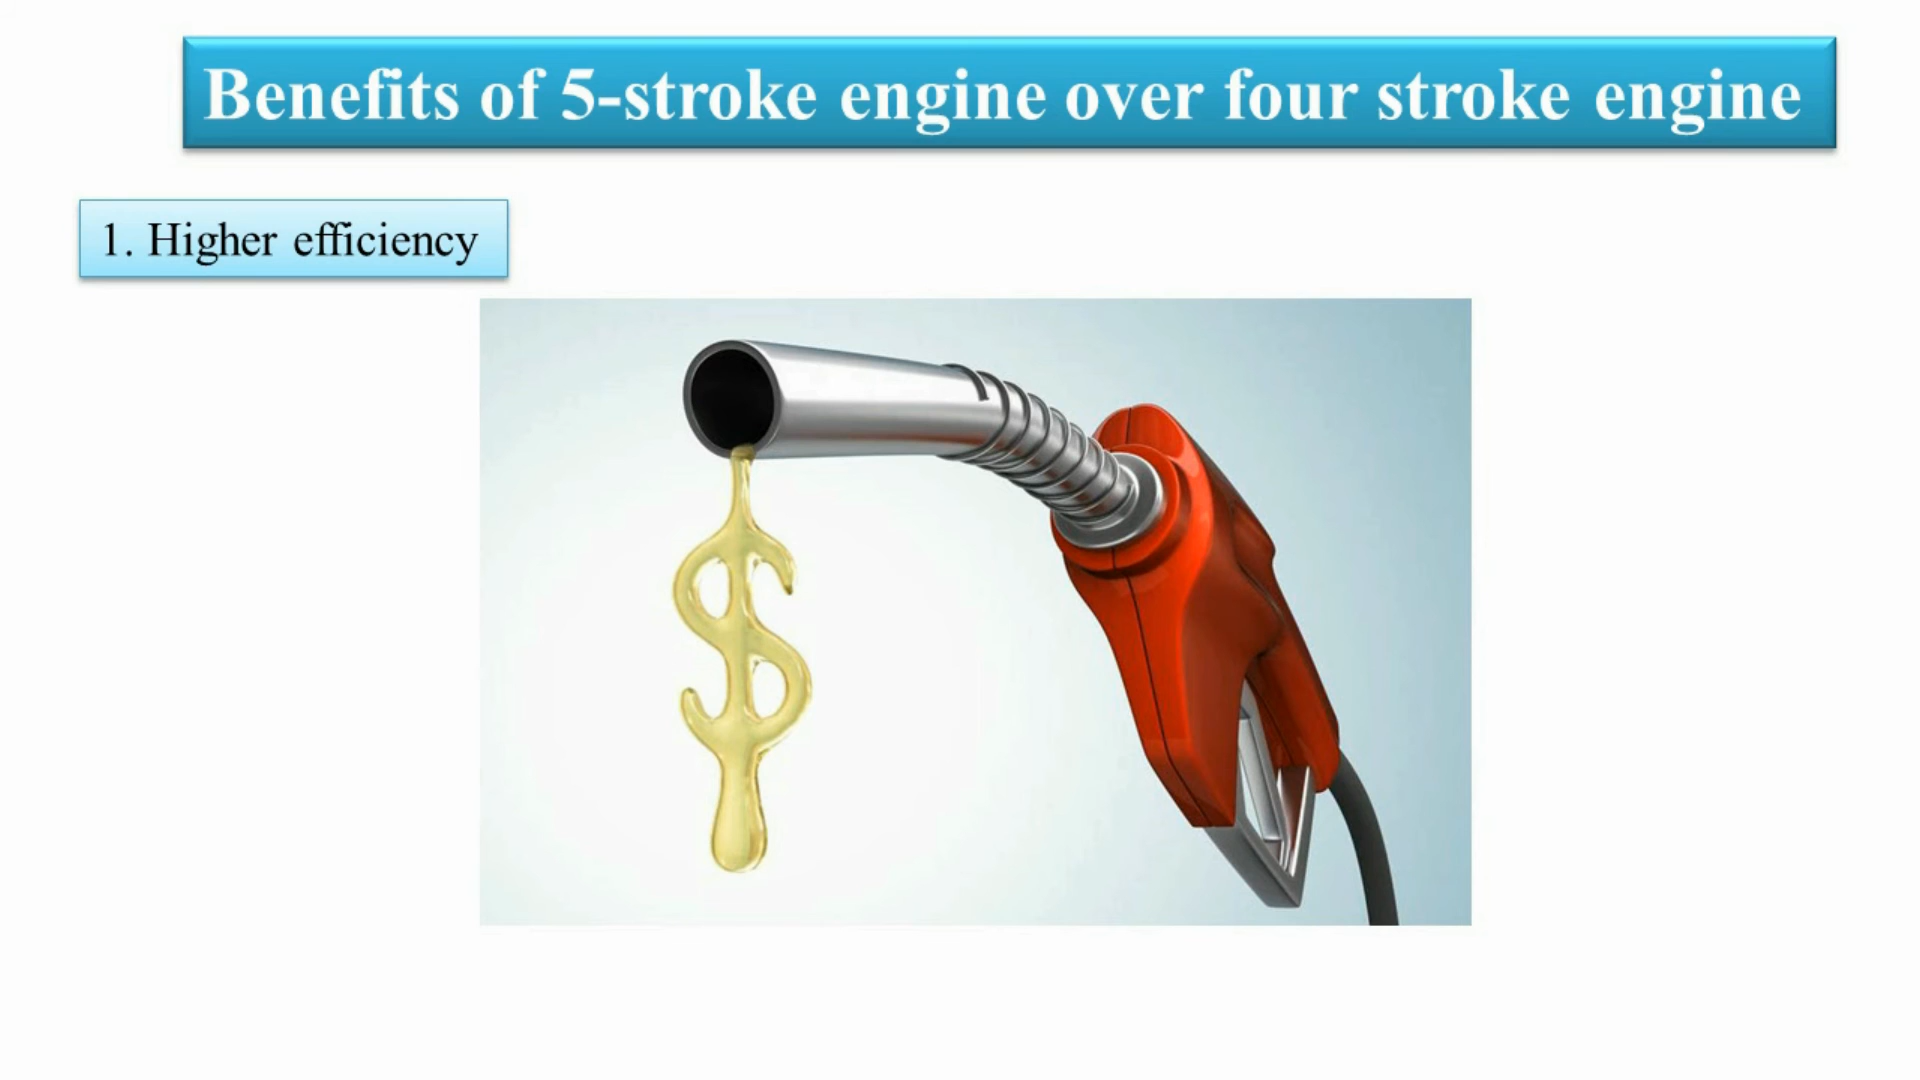 Benefits of 5-stroke engine over four stroke engine
1. Higher efficiency
$